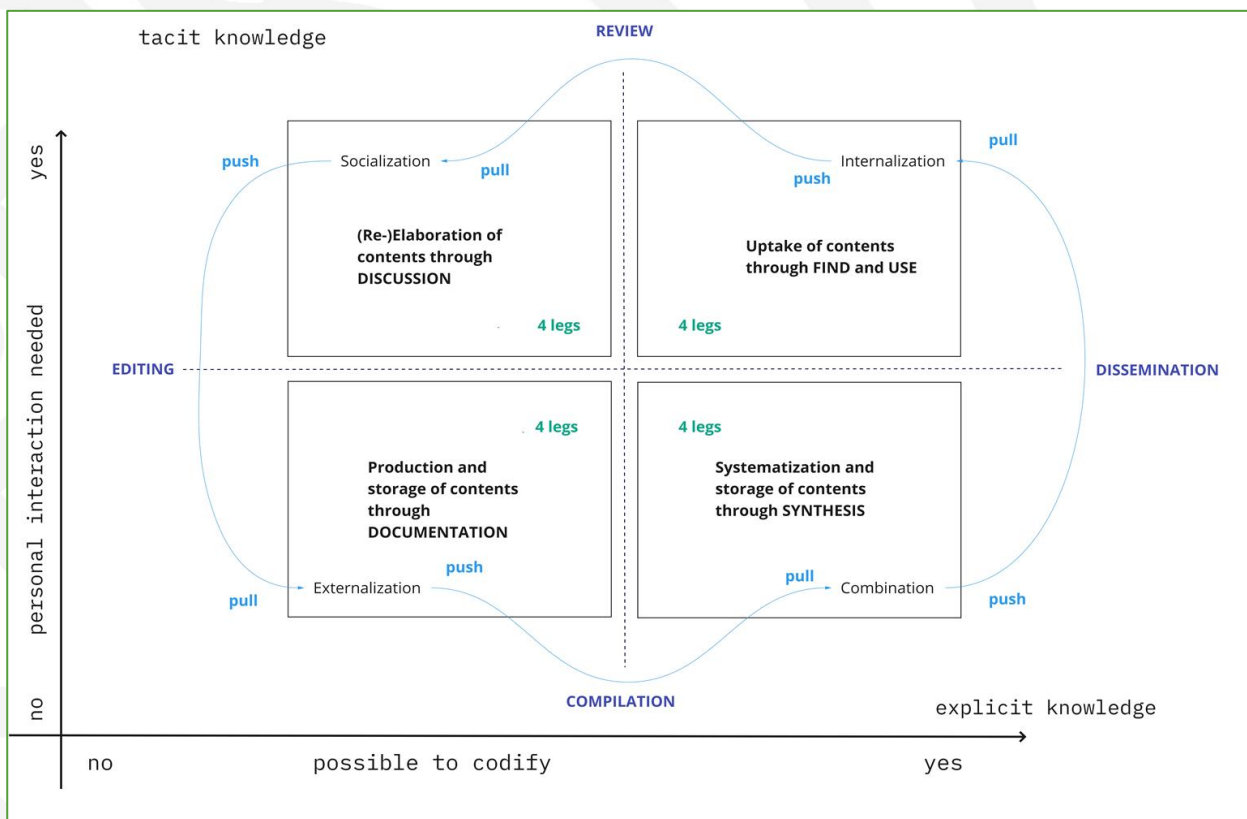 tacit knowledge
REVIEW
yes
push
Socialization
pull
Internalization
push
pull
(Re-)Elaboration of
contents through
DISCUSSION
Uptake of contents
through FIND and USE
4 legs
4 legs
personal interaction needed
EDITING
DISSEMINATION
4 legs
4 legs
Production and
storage of contents
through
DOCUMENTATION
Systematization and
storage of contents
through SYNTHESIS
pull
Externalization
push
pull
Combination
push
no
COMPILATION
explicit knowledge
no
possible to codify
yes